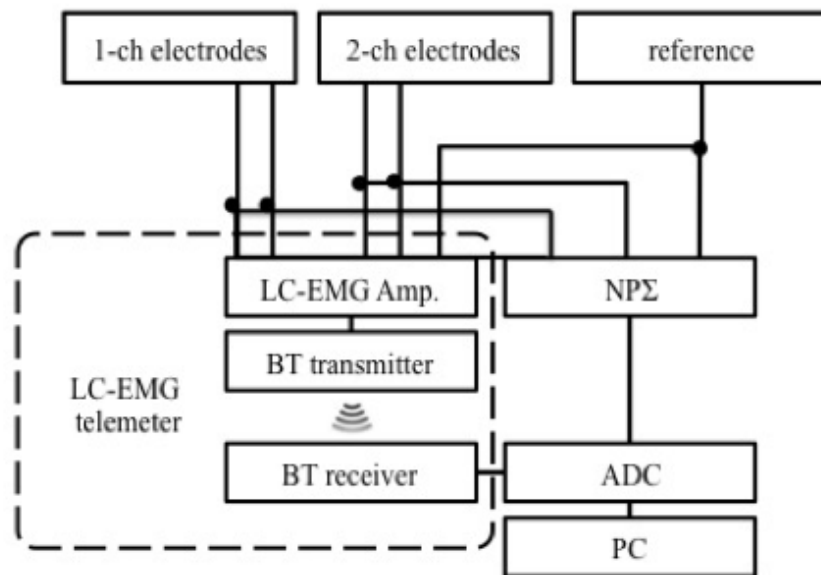 1-ch electrodes
2-ch electrodes
reference
LC-EMG Amp.
NPΣ
BT transmitter
LC-EMG
telemeter
BT receiver
ADC
PC